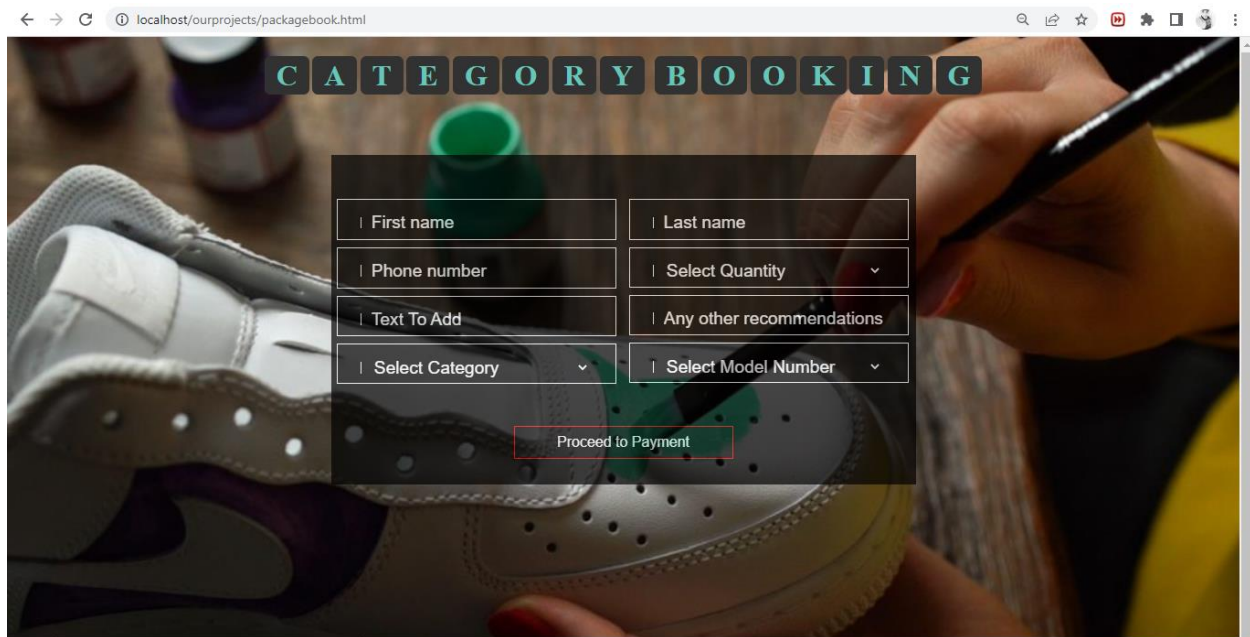 localhost/ourprojects/packagebook.html
CATEGORY BOOKING
First name
Last name
Phone number
Select Quantity
Text To Add
Any other recommendations
Select Category
Select Model Number
Proceed to Payment